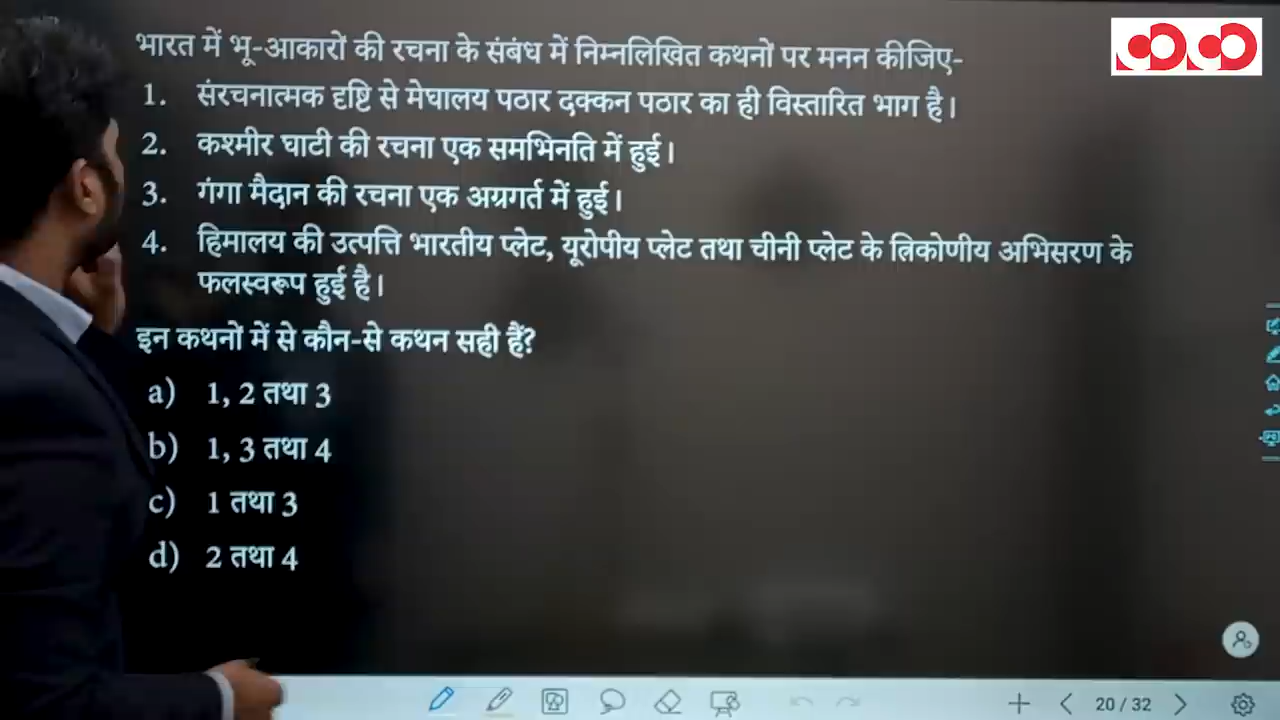 भारत में भू-आकारों की रचना के संबंध में निम्नलिखित कथनों पर मनन कीजिए-
1. संरचनात्मक दृष्टि से मेघालय पठार दक्कन पठार का ही विस्तारित भाग है।
2. कश्मीर घाटी की रचना एक समभिनति में हुई।
3. गंगा मैदान की रचना एक अग्रगर्त में हुई।
4. हिमालय की उत्पत्ति भारतीय प्लेट, यूरोपीय प्लेट तथा चीनी प्लेट के त्रिकोणीय अभिसरण के
फलस्वरूप हुई है।
इन कथनों में से कौन-से कथन सही हैं?
a) 1, 2 तथा 3
b) 1, 3 तथा 4
c) 1 तथा 3
d) 2 तथा 4
20 / 32